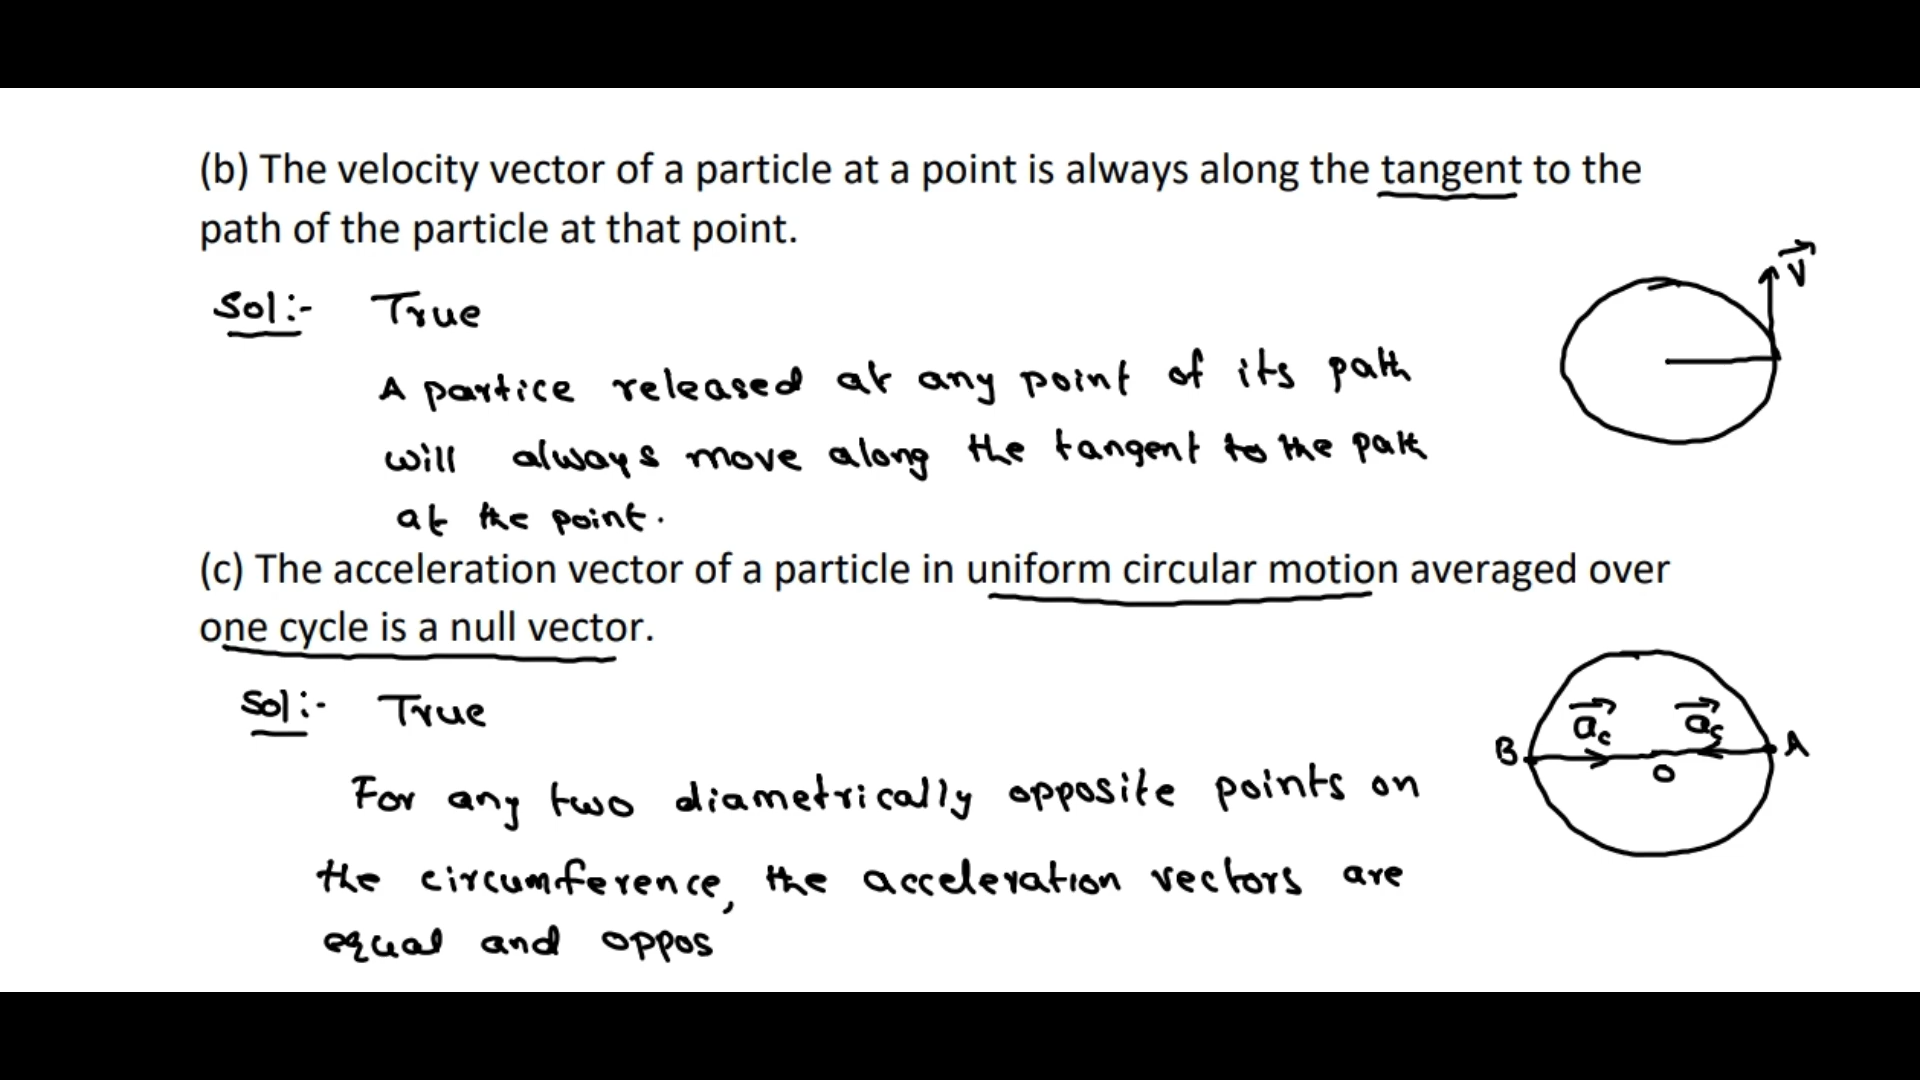 (b) The velocity vector of a particle at a point is always along the tangent to the
path of the particle at that point.
V
Sol:- True
A partice released at any point of its path
will always move along the tangent to the path
at the point.
(c) The acceleration vector of a particle in uniform circular motion averaged over
one cycle is a null vector.
Sol:- True
ac ac
B O A
For any two diametrically opposite points on
the circumference, the acceleration vectors are
equal and oppos